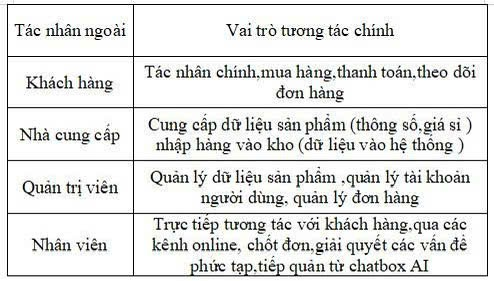 Tác nhân ngoài Vai trò tương tác chính
Khách hàng
Tác nhân chính,mua hàng,thanh toán,theo dõi
đơn hàng
Nhà cung cấp
Cung cấp dữ liệu sản phẩm (thông số,giá sỉ )
nhập hàng vào kho (dữ liệu vào hệ thống )
Quản trị viên
Quản lý dữ liệu sản phẩm ,quản lý tài khoản
người dùng, quản lý đơn hàng
Nhân viên
Trực tiếp tương tác với khách hàng,qua các
kênh online, chốt đơn,giải quyết các vấn đề
phức tạp,tiếp quản từ chatbox AI